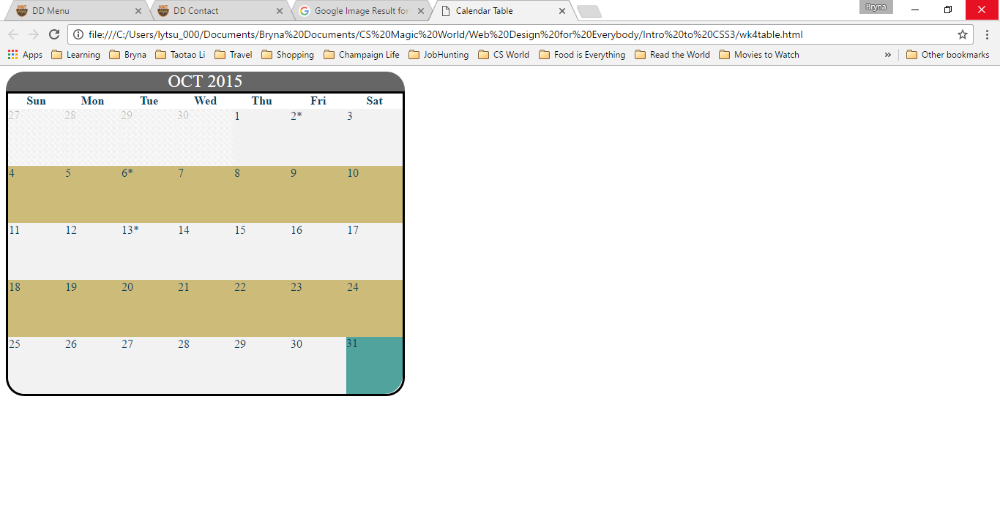 DD Menu DD Contact Google Image Result for Calendar Table Bryna
file:///C:/Users/lytsu_000/Documents/Bryna%20Documents/CS%20Magic%20World/Web%20Design%20for%20Everybody/Intro%20to%20CSS3/wk4table.html
Apps Learning Bryna Taotao Li Travel Shopping Champaign Life JobHunting CS World Food is Everything Read the World Movies to Watch » Other bookmarks
OCT 2015
Sun Mon Tue Wed Thu Fri Sat
27 28 29 30 1 2* 3
4 5 6* 7 8 9 10
11 12 13* 14 15 16 17
18 19 20 21 22 23 24
25 26 27 28 29 30 31